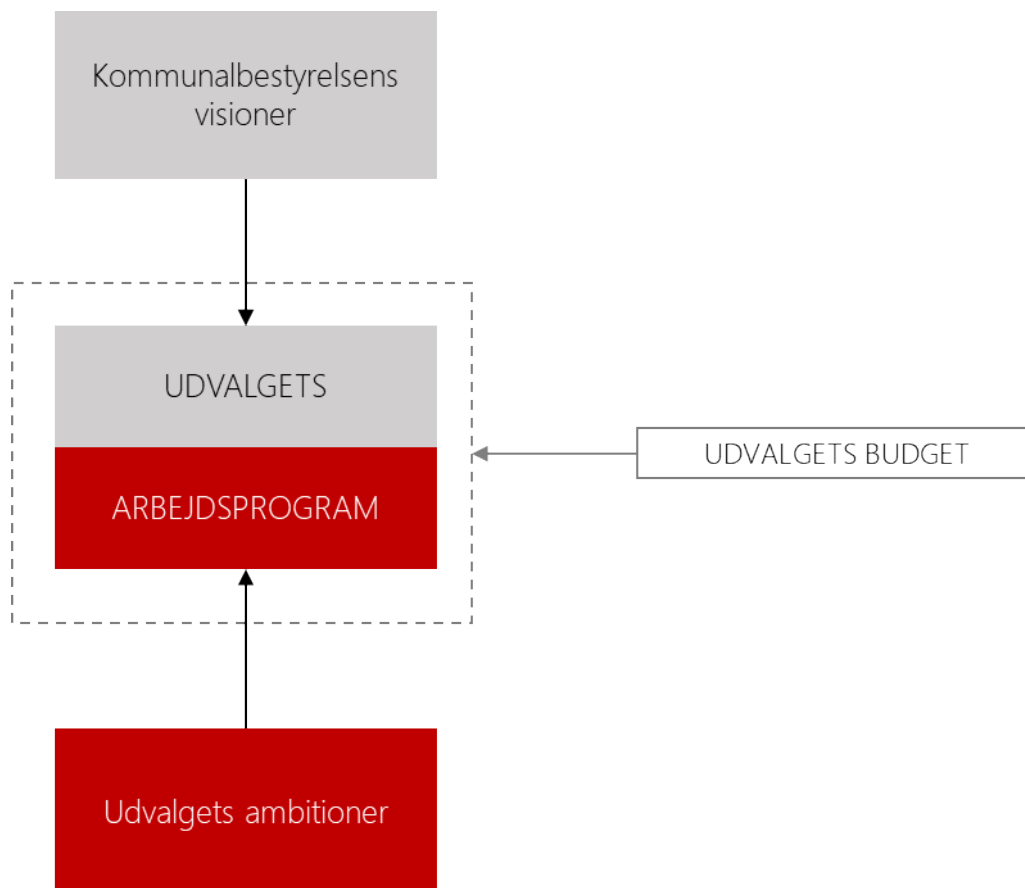 Kommunalbestyrelsens
visioner
UDVALGETS
ARBEJDSPROGRAM
UDVALGETS BUDGET
Udvalgets ambitioner